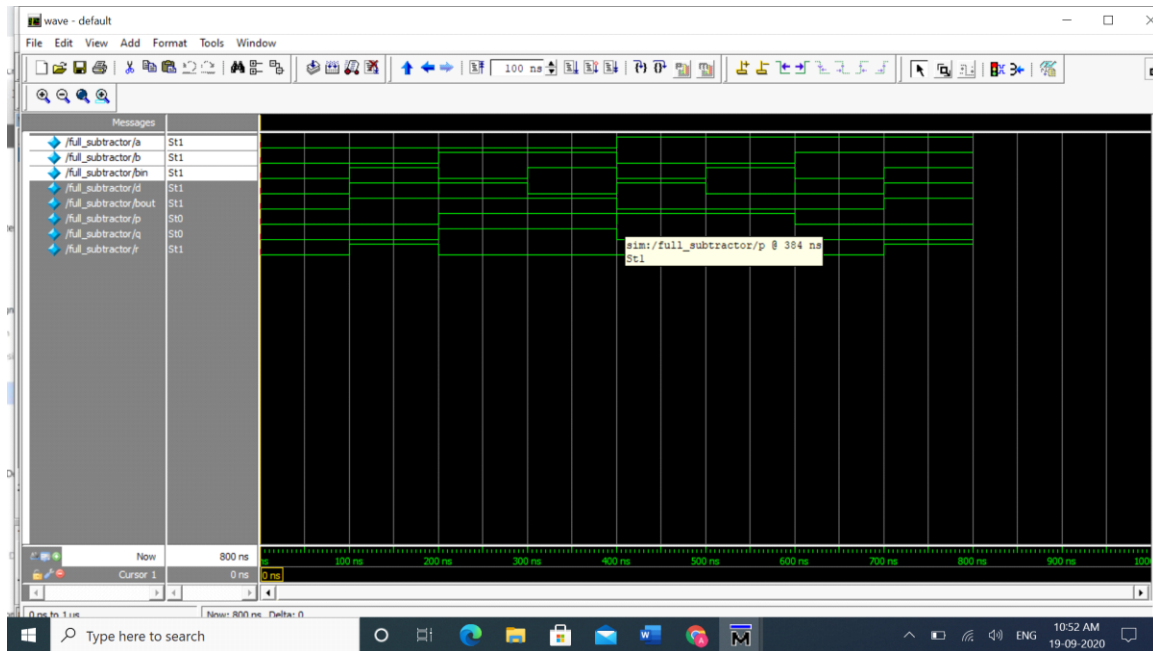 wave - default
File Edit View Add Format Tools Window
100 ns
Messages
/full_subtractor/a St1
/full_subtractor/b St1
/full_subtractor/bin St1
/full_subtractor/d St1
/full_subtractor/bout St1
/full_subtractor/p St0
/full_subtractor/q St0
/full_subtractor/r St1
sim:/full_subtractor/p @ 384 ns
St1
Now 800 ns
ns 100 ns 200 ns 300 ns 400 ns 500 ns 600 ns 700 ns 800 ns 900 ns 100
Cursor 1 0 ns 0 ns
0 ns to 1 us Now: 800 ns Delta: 0
Type here to search
ENG
10:52 AM
19-09-2020